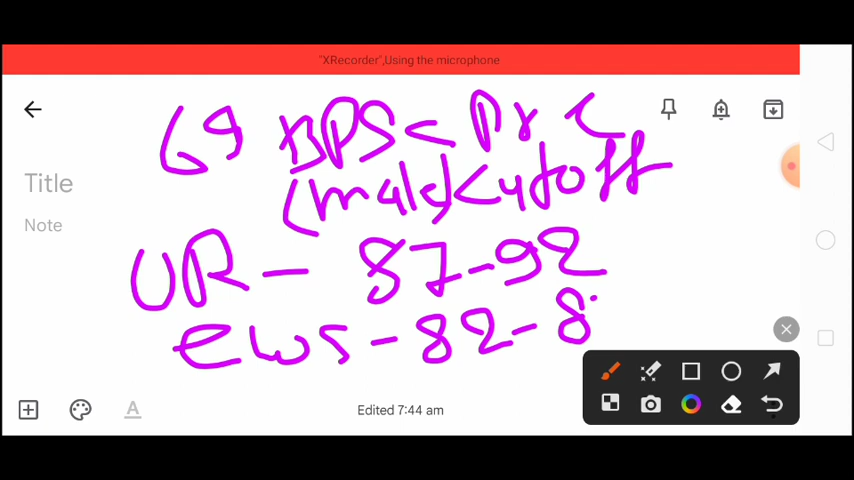 "XRecorder",Using the microphone
69 BPSC Pr<
(male) Cutoff
Title
Note
UR - 87-92
ews - 82-8
A
Edited 7:44 am